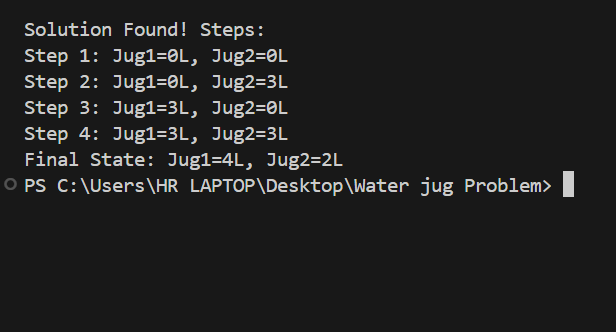 Solution Found! Steps:
Step 1: Jug1=0L, Jug2=0L
Step 2: Jug1=0L, Jug2=3L
Step 3: Jug1=3L, Jug2=0L
Step 4: Jug1=3L, Jug2=3L
Final State: Jug1=4L, Jug2=2L
PS C:\Users\HR LAPTOP\Desktop\Water jug Problem>